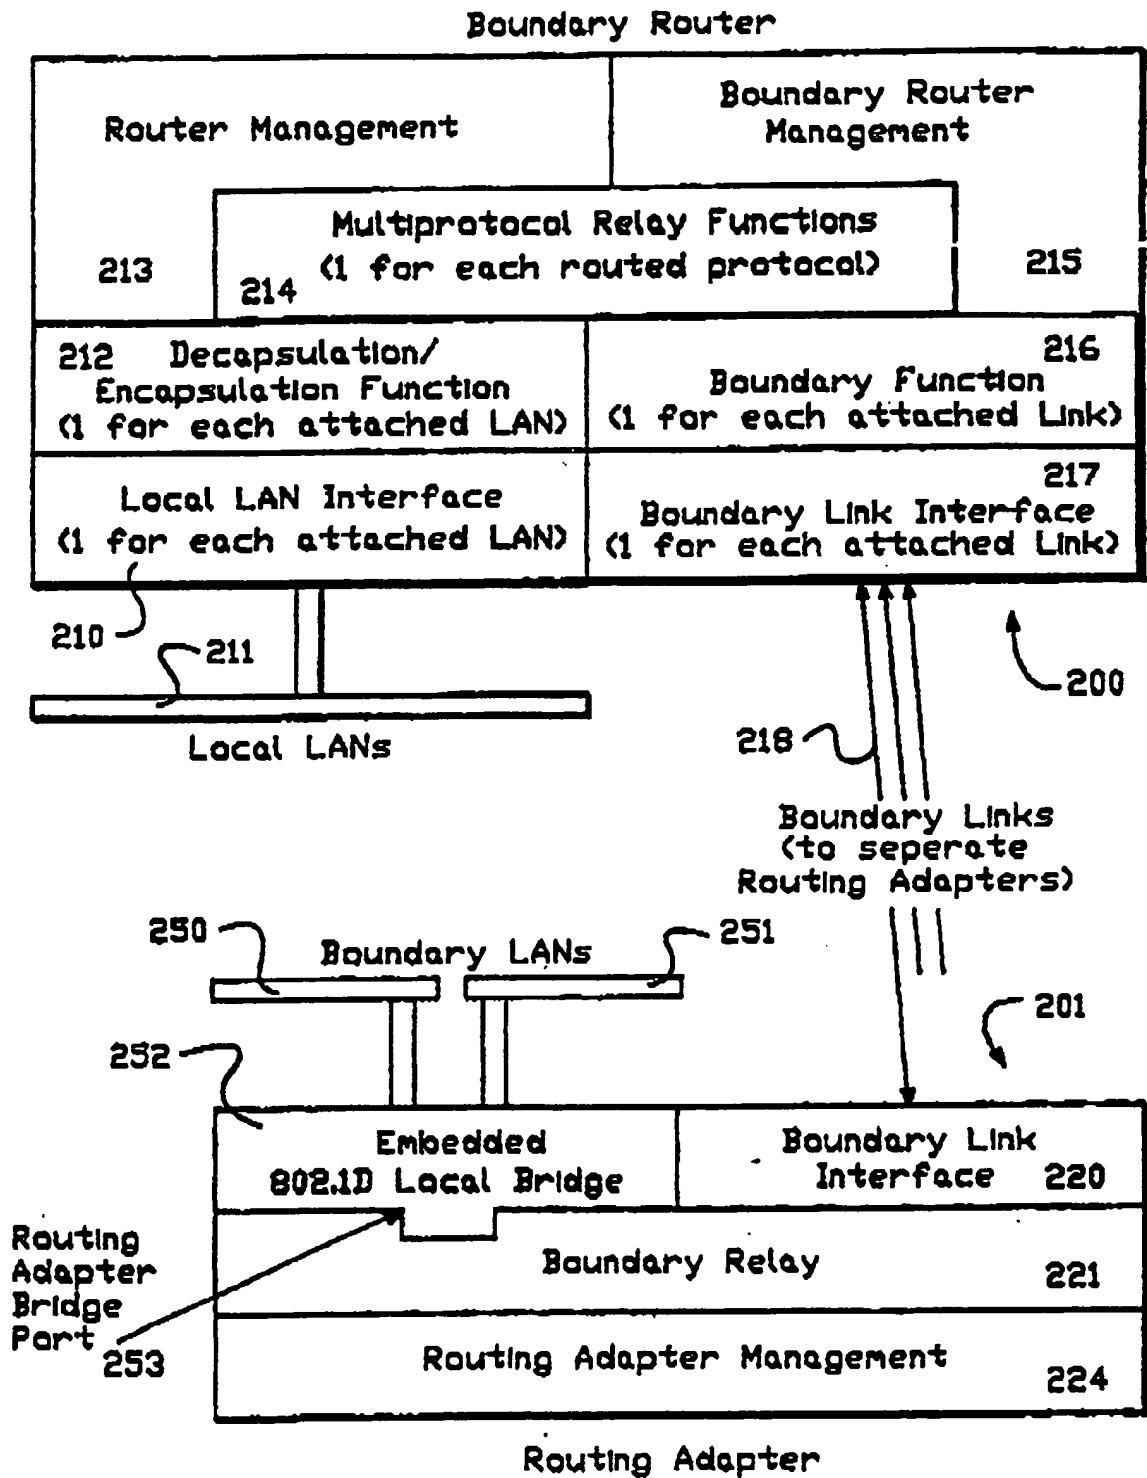 Boundary Router
Router Management
Boundary Router
Management
Multiprotocol Relay Functions
(1 for each routed protocol)
213
214
215
212 Decapsulation/
Encapsulation Function
(1 for each attached LAN)
216
Boundary Function
(1 for each attached Link)
Local LAN Interface
(1 for each attached LAN)
217
Boundary Link Interface
(1 for each attached Link)
210
211
Local LANs
200
218
Boundary Links
(to seperate
Routing Adapters)
250
Boundary LANs
251
201
252
Embedded
802.1D Local Bridge
Boundary Link
Interface 220
Routing
Adapter
Bridge
Port
253
Boundary Relay
221
Routing Adapter Management
224
Routing Adapter